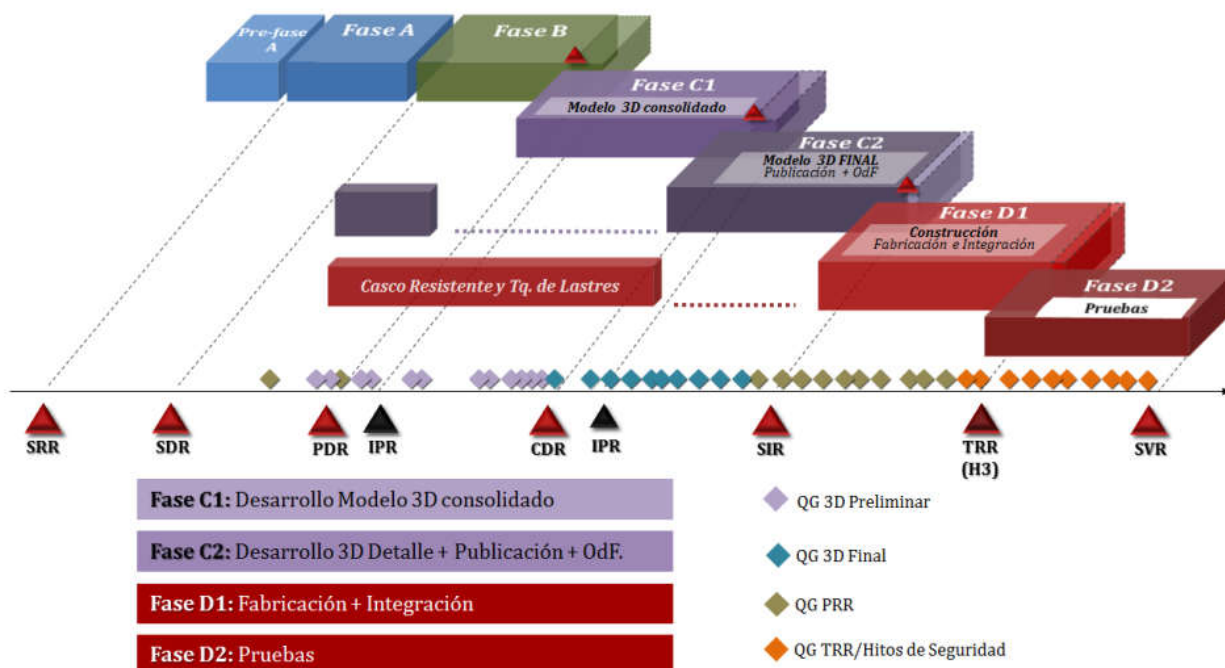 Pre-fase
A
Fase A
Fase B
Fase C1
Modelo 3D consolidado
Fase C2
Modelo 3D FINAL
Publicación + OdF
Fase D1
Construcción
Fabricación e Integración
Casco Resistente y Tq. de Lastres
Fase D2
Pruebas
SRR
SDR
PDR
IPR
CDR
IPR
SIR
TRR
(H3)
SVR
Fase C1: Desarrollo Modelo 3D consolidado
Fase C2: Desarrollo 3D Detalle + Publicación + OdF.
Fase D1: Fabricación + Integración
Fase D2: Pruebas
QG 3D Preliminar
QG 3D Final
QG PRR
QG TRR/Hitos de Seguridad